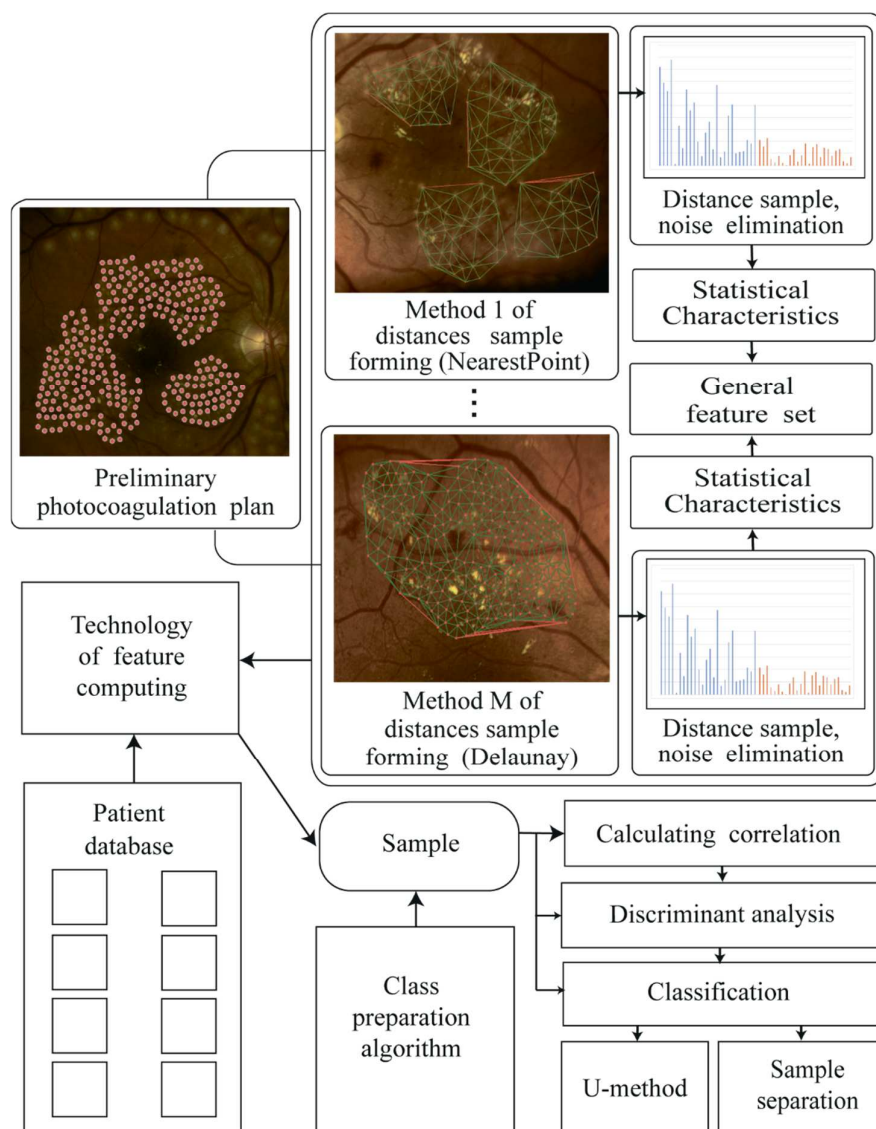 Preliminary
photocoagulation plan
Method 1 of
distances sample
forming (NearestPoint)
Distance sample,
noise elimination
Statistical
Characteristics
General
feature set
Statistical
Characteristics
Method M of
distances sample
forming (Delaunay)
Distance sample,
noise elimination
Technology
of feature
computing
Patient
database
Sample
Class
preparation
algorithm
Calculating correlation
Discriminant analysis
Classification
U-method
Sample
separation